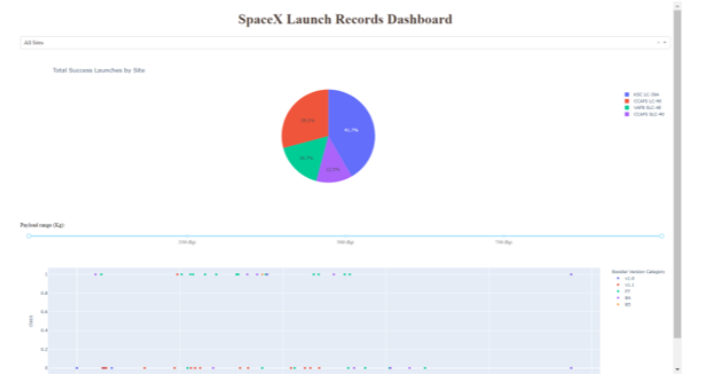 SpaceX Launch Records Dashboard
All Sites
Total Success Launches by Site
KSC LC-39A
CCAFS LC-40
VAFB SLC-4E
CCAFS SLC-40
29.2%
41.7%
16.7%
12.5%
Payload range (Kg):
2500 (Kg)
5000 (Kg)
7500 (Kg)
Booster Version Category
1
v1.0
v1.1
0.8
FT
B4
B5
0.6
class
0.4
0.2
0